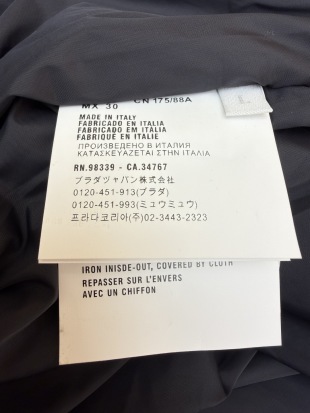 MX 30 CN 175/88A
MADE IN ITALY
FABRICADO EN ITALIA
FABRICADO EM ITALIA
FABRIQUE EN ITALIE
ПРОИЗВЕДЕНО В ИТАЛИЯ
ΚΑΤΑΣΚΕΥΑΖΕΤΑΙ ΣΤΗΝ ΙΤΑΛΙΑ
RN.98339 - CA.34767
プラダジャパン株式会社
0120-451-913(プラダ)
0120-451-993(ミュウミュウ)
프라다코리아(주)02-3443-2323
IRON INISDE-OUT, COVERED BY CLOTH
REPASSER SUR L'ENVERS
AVEC UN CHIFFON